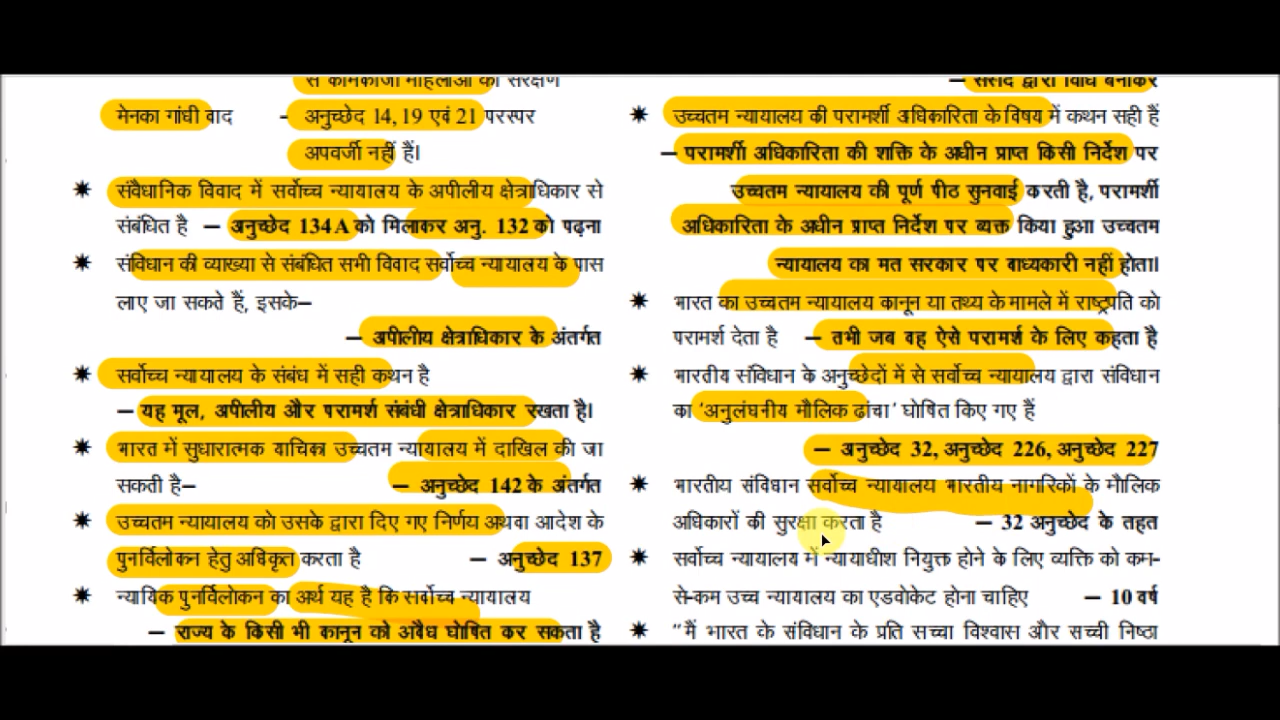 से कामकाजी महिलाओं का संरक्षण
मेनका गांधी वाद - अनुच्छेद 14, 19 एवं 21 परस्पर
अपवर्जी नहीं हैं।
✷ संवैधानिक विवाद में सर्वोच्च न्यायालय के अपीलीय क्षेत्राधिकार से
संबंधित है – अनुच्छेद 134A को मिलाकर अनु. 132 को पढ़ना
✷ संविधान की व्याख्या से संबंधित सभी विवाद सर्वोच्च न्यायालय के पास
लाए जा सकते हैं, इसके–
– अपीलीय क्षेत्राधिकार के अंतर्गत
✷ सर्वोच्च न्यायालय के संबंध में सही कथन है
– यह मूल, अपीलीय और परामर्श संबंधी क्षेत्राधिकार रखता है।
✷ भारत में सुधारात्मक याचिका उच्चतम न्यायालय में दाखिल की जा
सकती है– – अनुच्छेद 142 के अंतर्गत
✷ उच्चतम न्यायालय को उसके द्वारा दिए गए निर्णय अथवा आदेश के
पुनर्विलोकन हेतु अधिकृत करता है – अनुच्छेद 137
✷ न्यायिक पुनर्विलोकन का अर्थ यह है कि सर्वोच्च न्यायालय
– राज्य के किसी भी कानून को अवैध घोषित कर सकता है
– संसद द्वारा विधि बनाकर
✷ उच्चतम न्यायालय की परामर्शी अधिकारिता के विषय में कथन सही हैं
– परामर्शी अधिकारिता की शक्ति के अधीन प्राप्त किसी निर्देश पर
उच्चतम न्यायालय की पूर्ण पीठ सुनवाई करती है, परामर्शी
अधिकारिता के अधीन प्राप्त निर्देश पर व्यक्त किया हुआ उच्चतम
न्यायालय का मत सरकार पर बाध्यकारी नहीं होता।
✷ भारत का उच्चतम न्यायालय कानून या तथ्य के मामले में राष्ट्रपति को
परामर्श देता है – तभी जब वह ऐसे परामर्श के लिए कहता है
✷ भारतीय संविधान के अनुच्छेदों में से सर्वोच्च न्यायालय द्वारा संविधान
का 'अनुलंघनीय मौलिक ढांचा' घोषित किए गए हैं
– अनुच्छेद 32, अनुच्छेद 226, अनुच्छेद 227
✷ भारतीय संविधान सर्वोच्च न्यायालय भारतीय नागरिकों के मौलिक
अधिकारों की सुरक्षा करता है – 32 अनुच्छेद के तहत
✷ सर्वोच्च न्यायालय में न्यायाधीश नियुक्त होने के लिए व्यक्ति को कम-
से-कम उच्च न्यायालय का एडवोकेट होना चाहिए – 10 वर्ष
✷ "मैं भारत के संविधान के प्रति सच्चा विश्वास और सच्ची निष्ठा